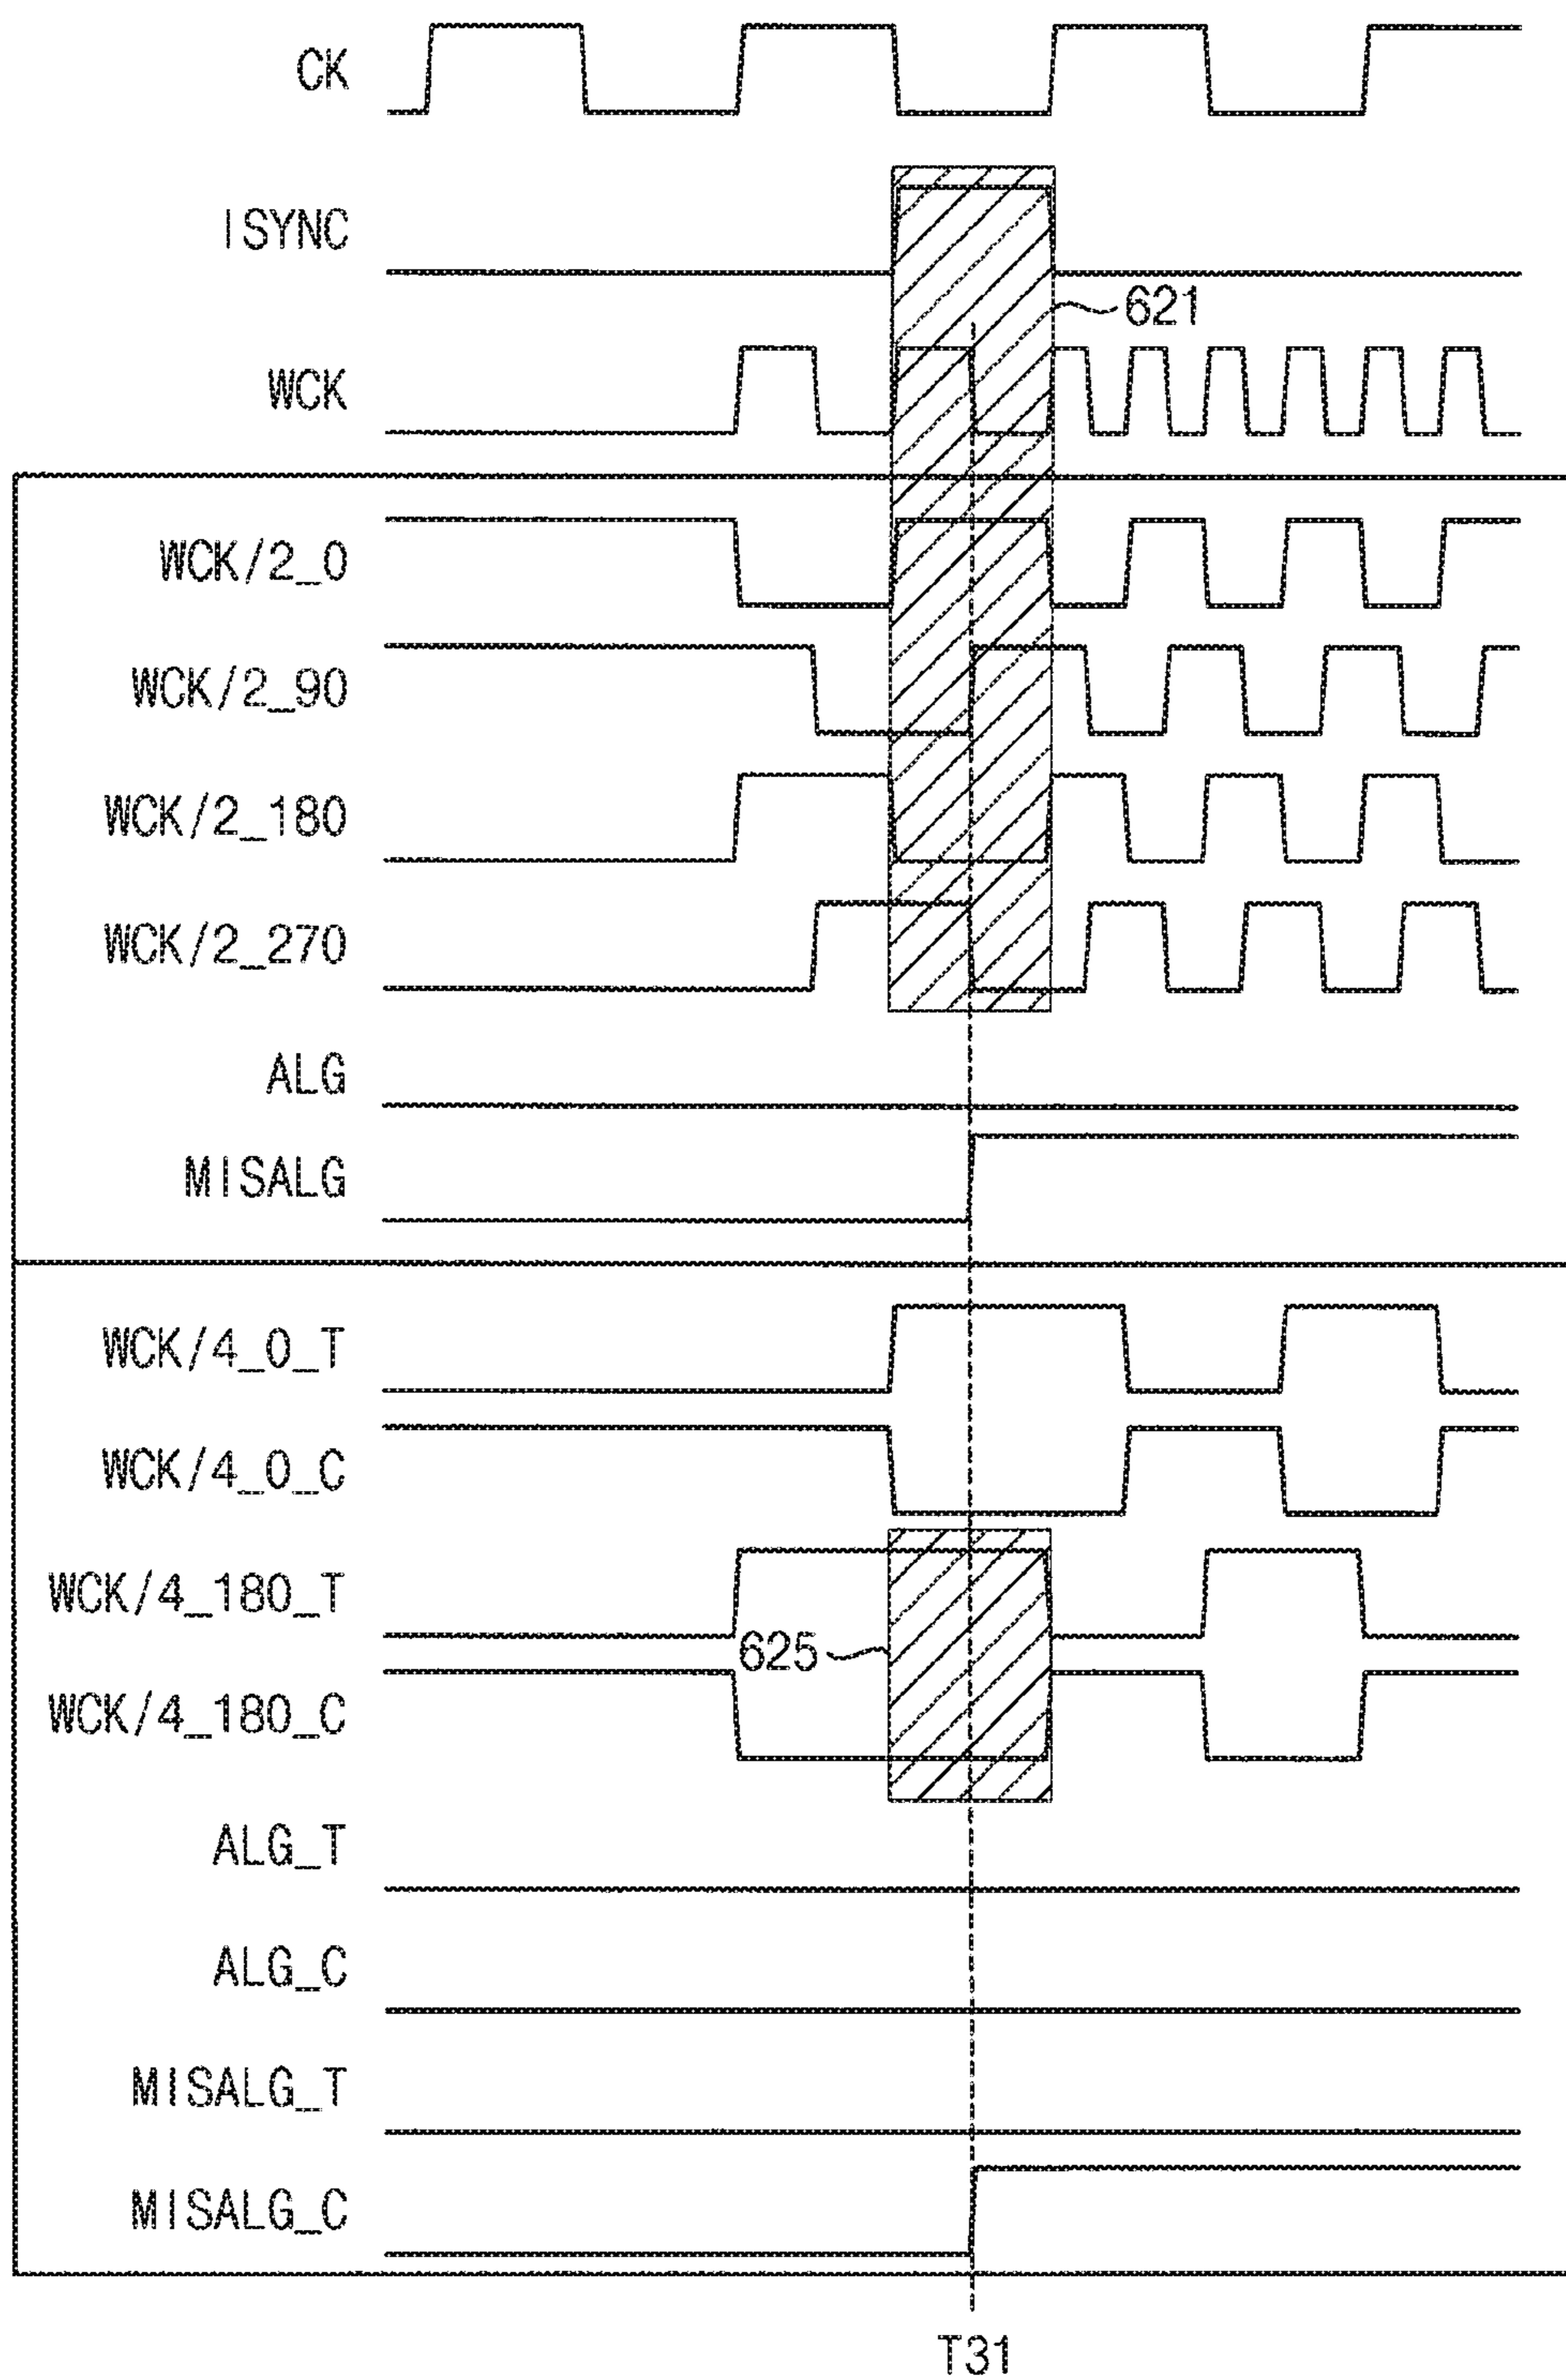 CK
ISYNC
621
WCK
WCK/2_0
WCK/2_90
WCK/2_180
WCK/2_270
ALG
MISALG
WCK/4_0_T
WCK/4_0_C
WCK/4_180_T
625
WCK/4_180_C
ALG_T
ALG_C
MISALG_T
MISALG_C
T31